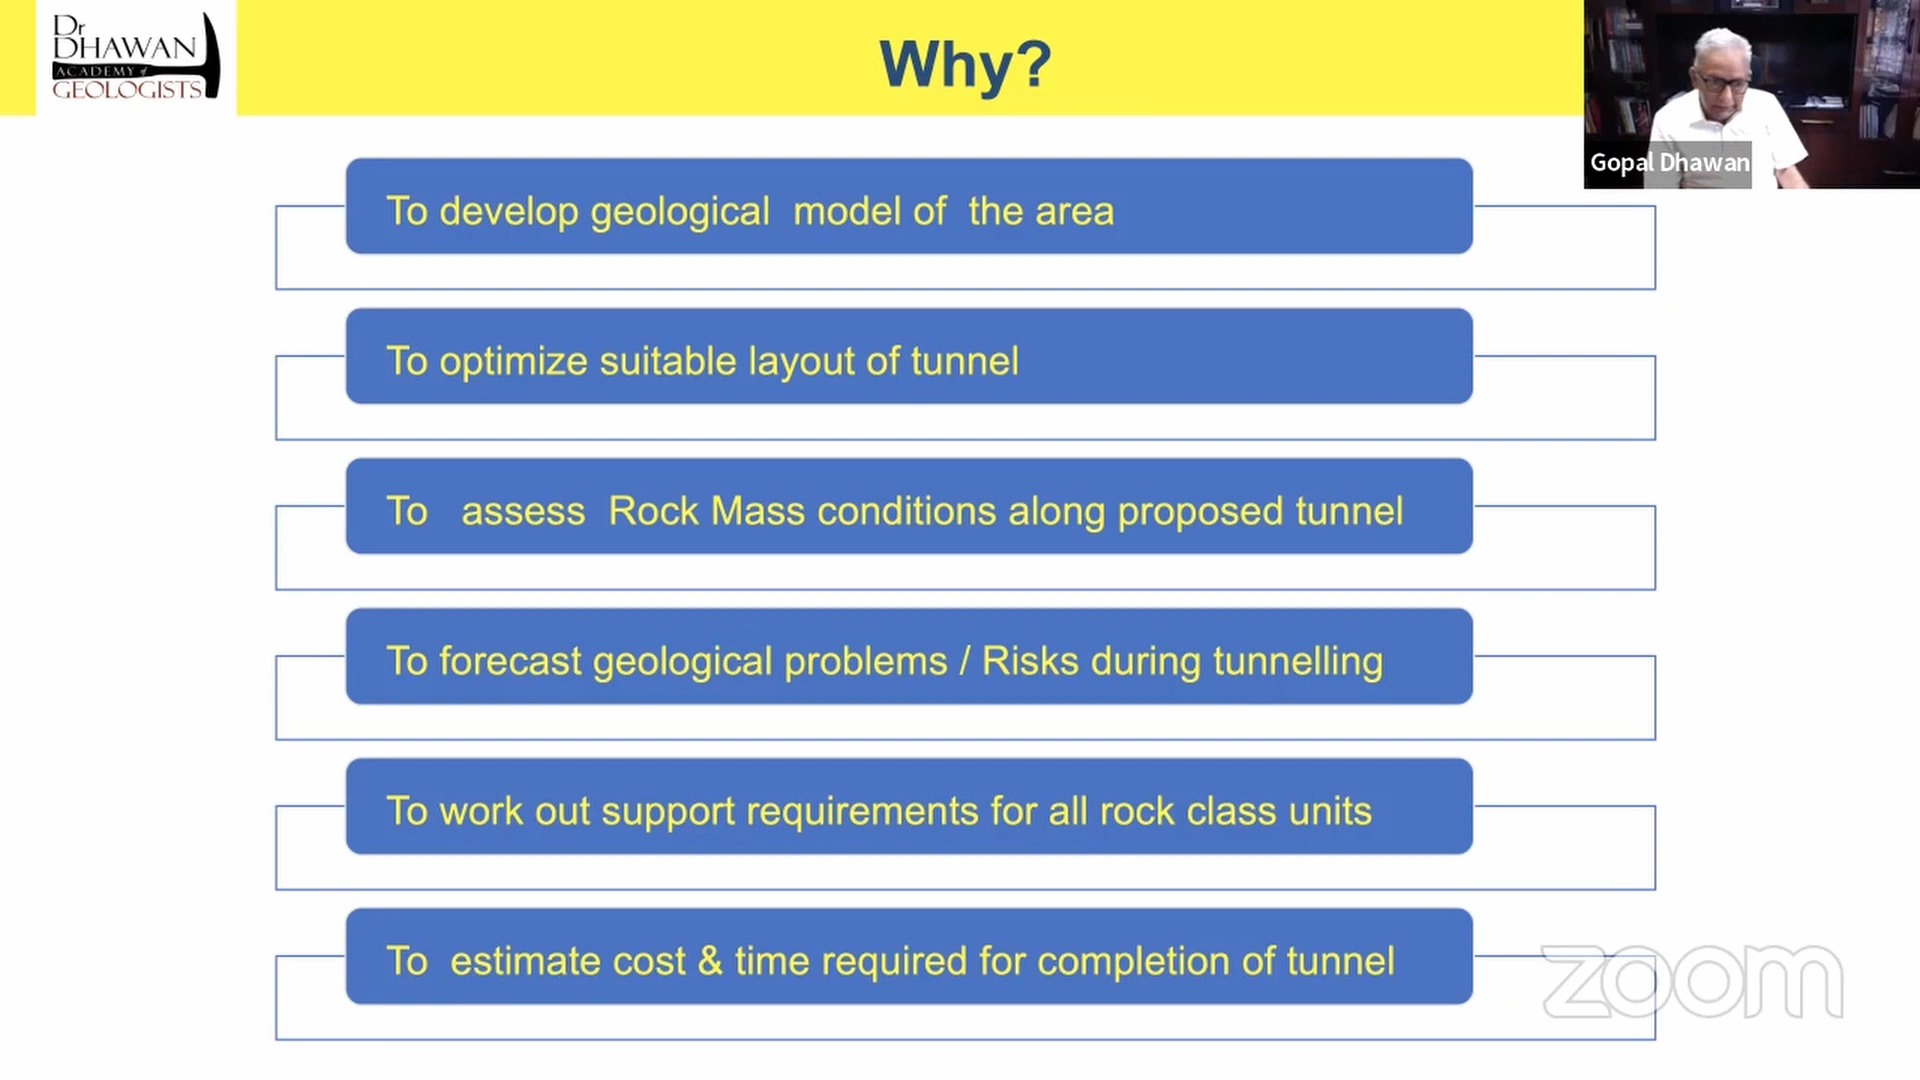 Dr
DHAWAN
ACADEMY of
GEOLOGISTS
Why?
Gopal Dhawan
To develop geological model of the area
To optimize suitable layout of tunnel
To assess Rock Mass conditions along proposed tunnel
To forecast geological problems / Risks during tunnelling
To work out support requirements for all rock class units
To estimate cost & time required for completion of tunnel
zoom